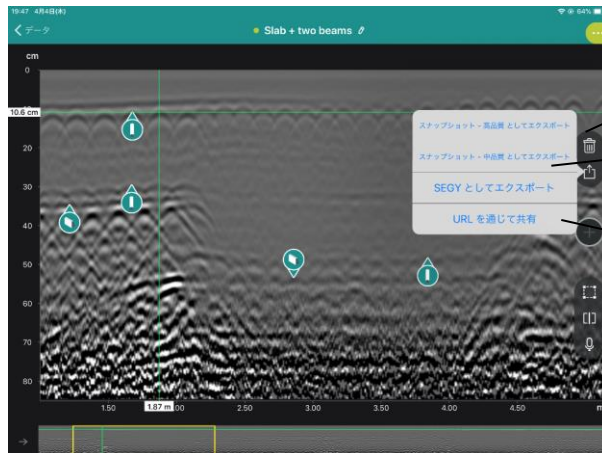 19:47 4月4日(木)
64%
データ
Slab + two beams
cm
0
10.6 cm
20
30
40
50
60
70
80
スナップショット - 高品質 としてエクスポート
スナップショット - 中品質 としてエクスポート
SEGY としてエクスポート
URL を通じて共有
1.50 1.87 m .00 2.50 3.00 3.50 4.00 4.50 m